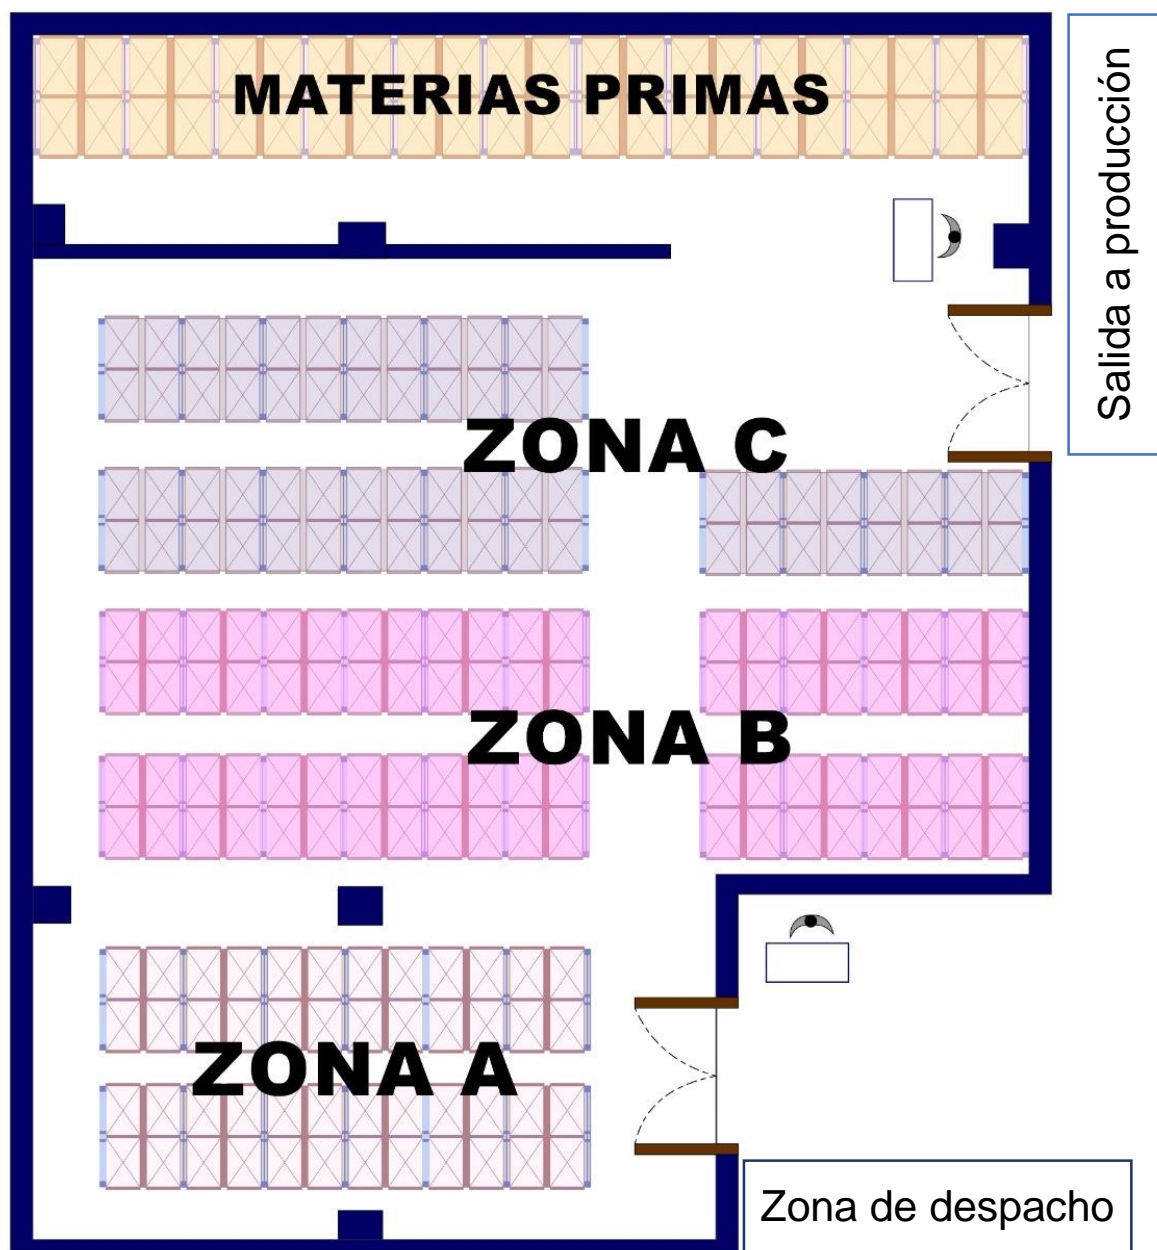 MATERIAS PRIMAS
Salida a producción
ZONA C
ZONA B
ZONA A
Zona de despacho